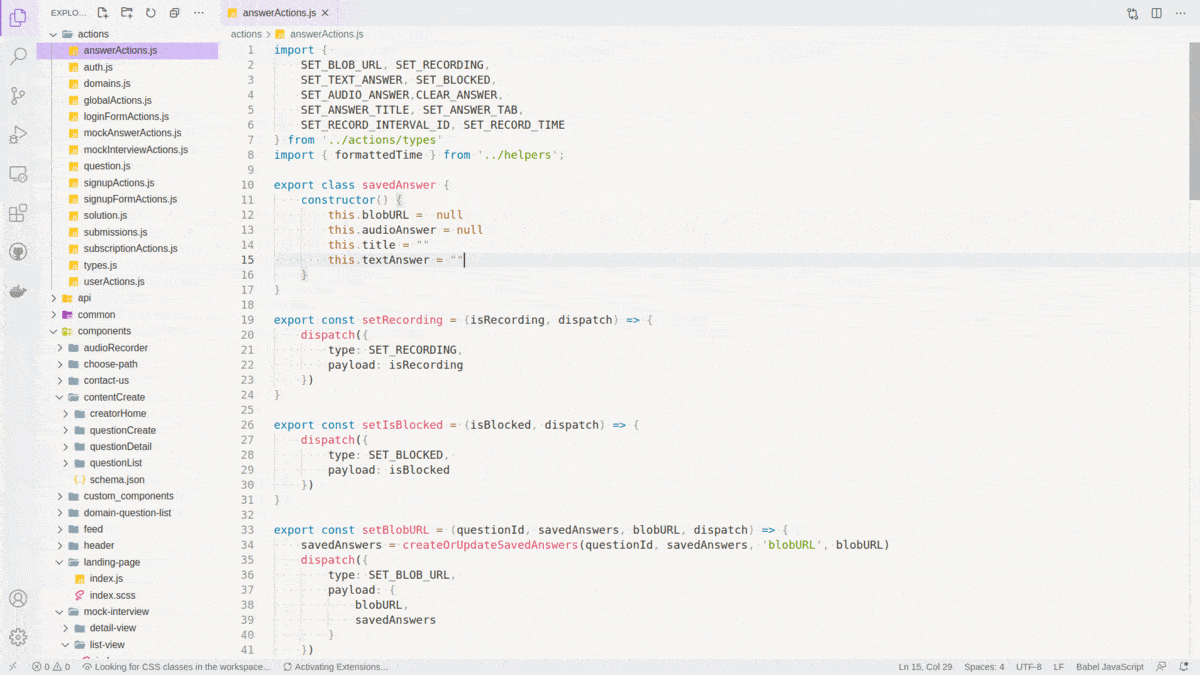 EXPLO...
answerActions.js
actions
answerActions.js
auth.js
domains.js
globalActions.js
loginFormActions.js
mockAnswerActions.js
mockInterviewActions.js
question.js
signupActions.js
signupFormActions.js
solution.js
submissions.js
subscriptionActions.js
types.js
userActions.js
api
common
components
audioRecorder
choose-path
contact-us
contentCreate
creatorHome
questionCreate
questionDetail
questionList
schema.json
custom_components
domain-question-list
feed
header
landing-page
index.js
index.scss
mock-interview
detail-view
list-view
actions > answerActions.js
1 import {
2 SET_BLOB_URL, SET_RECORDING,
3 SET_TEXT_ANSWER, SET_BLOCKED,
4 SET_AUDIO_ANSWER,CLEAR_ANSWER,
5 SET_ANSWER_TITLE, SET_ANSWER_TAB,
6 SET_RECORD_INTERVAL_ID, SET_RECORD_TIME
7 } from '../actions/types'
8 import { formattedTime } from '../helpers';
9
10 export class savedAnswer {
11 constructor() {
12 this.blobURL = null
13 this.audioAnswer = null
14 this.title = ""
15 this.textAnswer = ""
16 }
17 }
18
19 export const setRecording = (isRecording, dispatch) => {
20 dispatch({
21 type: SET_RECORDING,
22 payload: isRecording
23 })
24 }
25
26 export const setIsBlocked = (isBlocked, dispatch) => {
27 dispatch({
28 type: SET_BLOCKED,
29 payload: isBlocked
30 })
31 }
32
33 export const setBlobURL = (questionId, savedAnswers, blobURL, dispatch) => {
34 savedAnswers = createOrUpdateSavedAnswers(questionId, savedAnswers, 'blobURL', blobURL)
35 dispatch({
36 type: SET_BLOB_URL,
37 payload: {
38 blobURL,
39 savedAnswers
40 }
41 })
0 0 Looking for CSS classes in the workspace... Activating Extensions... Ln 15, Col 29 Spaces: 4 UTF-8 LF Babel JavaScript